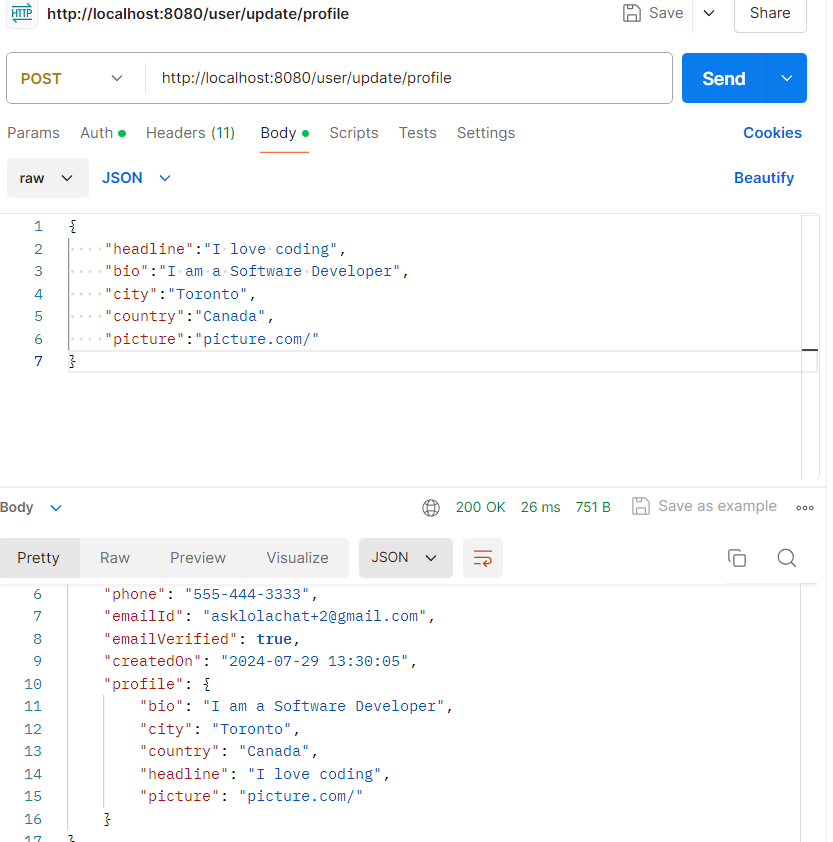 HTTP http://localhost:8080/user/update/profile Save Share
POST http://localhost:8080/user/update/profile Send
Params Auth Headers (11) Body Scripts Tests Settings Cookies
raw JSON Beautify
1 {
2 "headline":"I love coding",
3 "bio":"I am a Software Developer",
4 "city":"Toronto",
5 "country":"Canada",
6 "picture":"picture.com/"
7 }
Body 200 OK 26 ms 751 B Save as example
Pretty Raw Preview Visualize JSON
6 "phone": "555-444-3333",
7 "emailId": "asklolachat+2@gmail.com",
8 "emailVerified": true,
9 "createdOn": "2024-07-29 13:30:05",
10 "profile": {
11 "bio": "I am a Software Developer",
12 "city": "Toronto",
13 "country": "Canada",
14 "headline": "I love coding",
15 "picture": "picture.com/"
16 }
17 }